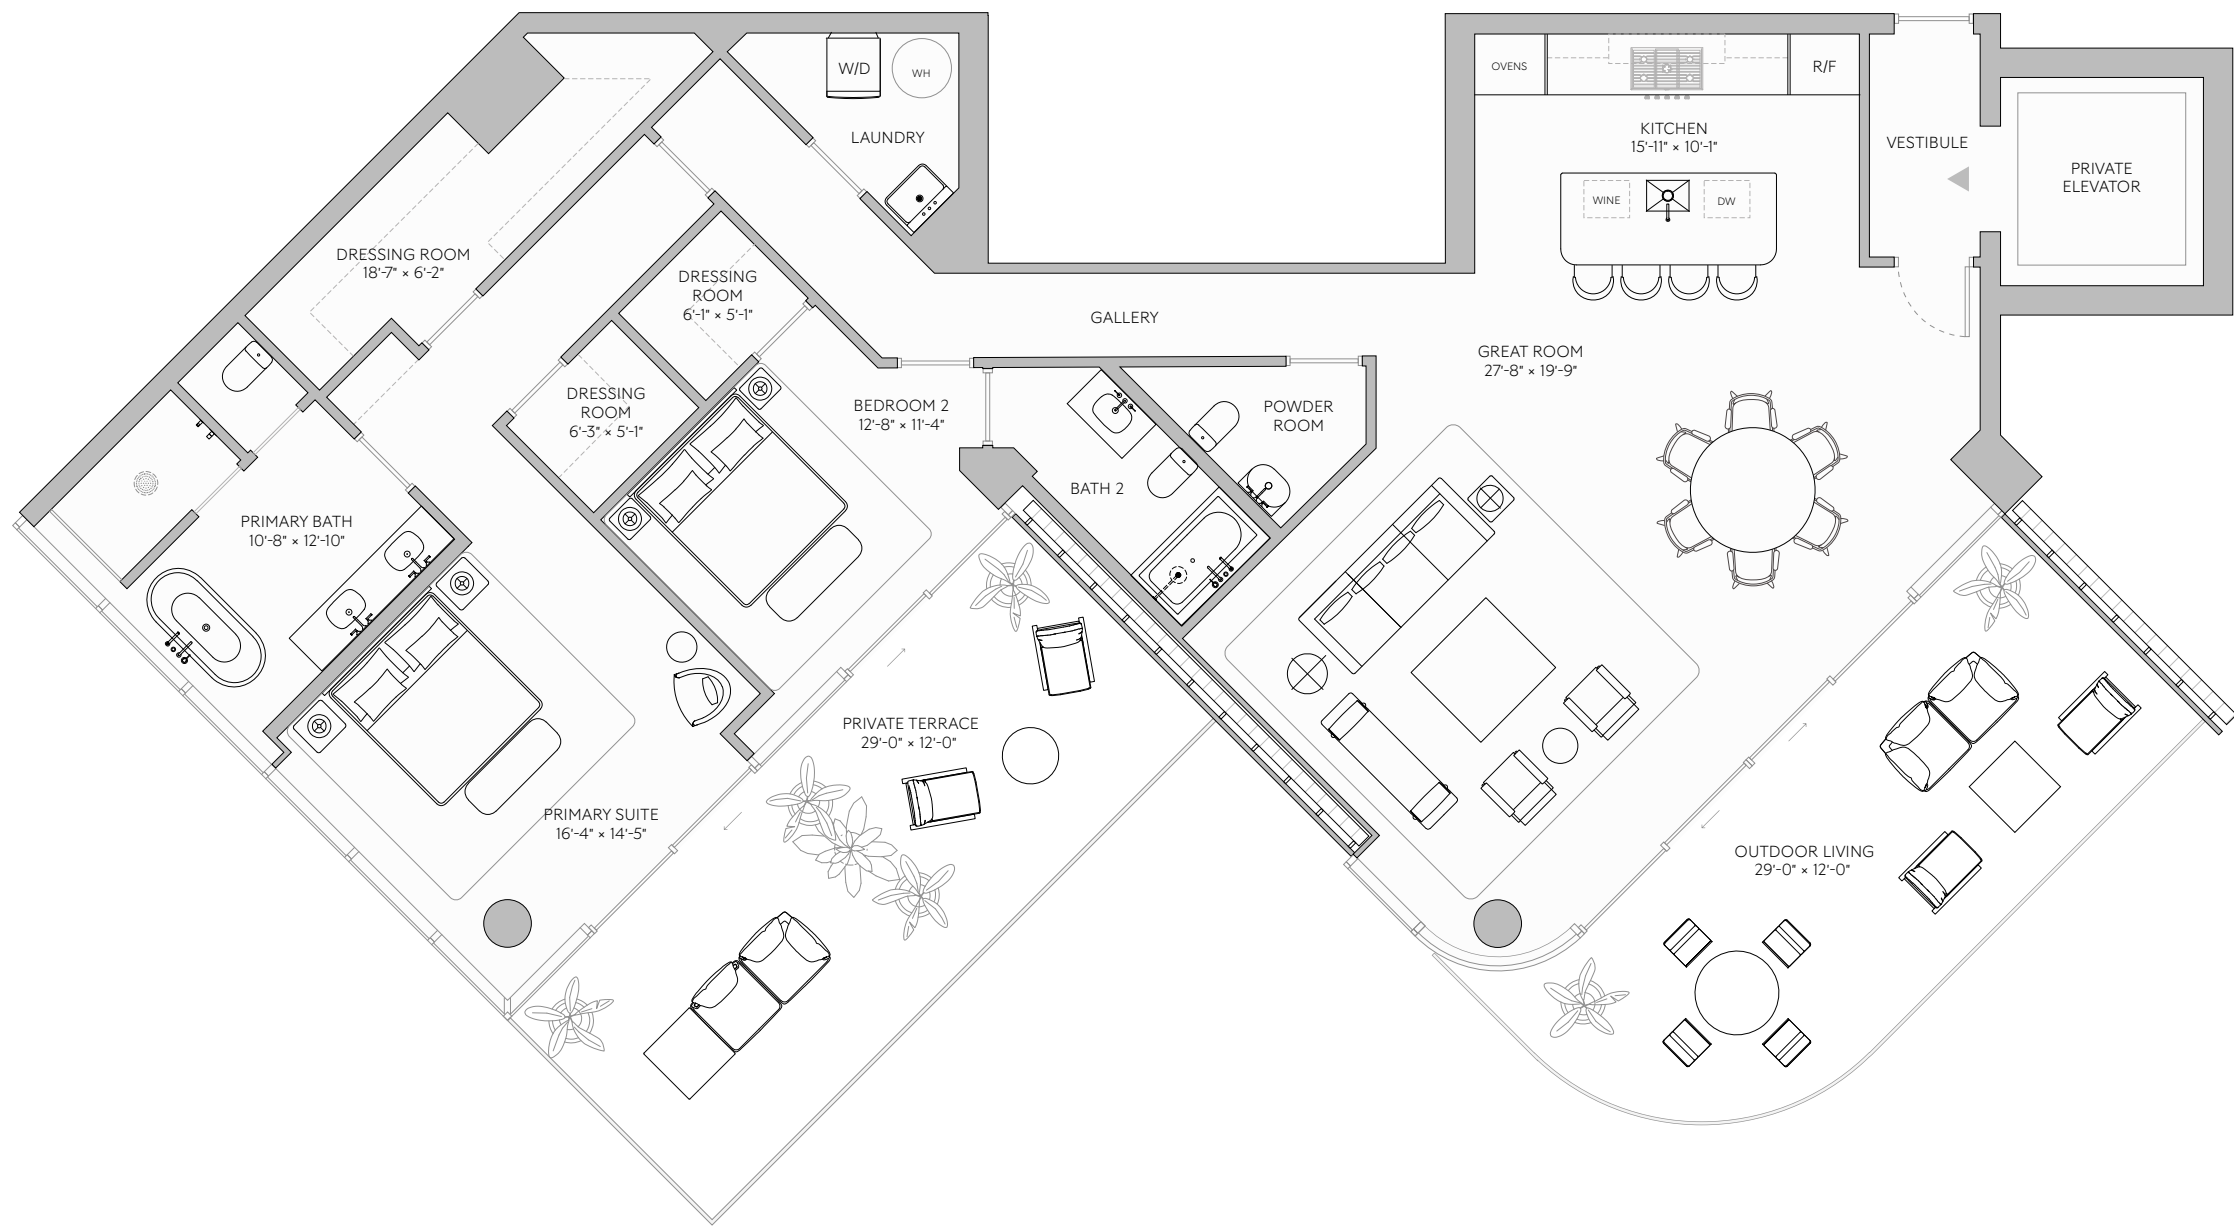 W/D
WH
LAUNDRY
OVENS
R/F
KITCHEN
15'-11" × 10'-1"
WINE
DW
VESTIBULE
PRIVATE
ELEVATOR
DRESSING ROOM
18'-7" × 6'-2"
DRESSING
ROOM
6'-1" × 5'-1"
GALLERY
GREAT ROOM
27'-8" × 19'-9"
DRESSING
ROOM
6'-3" × 5'-1"
BEDROOM 2
12'-8" × 11'-4"
POWDER
ROOM
BATH 2
PRIMARY BATH
10'-8" × 12'-10"
PRIVATE TERRACE
29'-0" × 12'-0"
PRIMARY SUITE
16'-4" × 14'-5"
OUTDOOR LIVING
29'-0" × 12'-0"